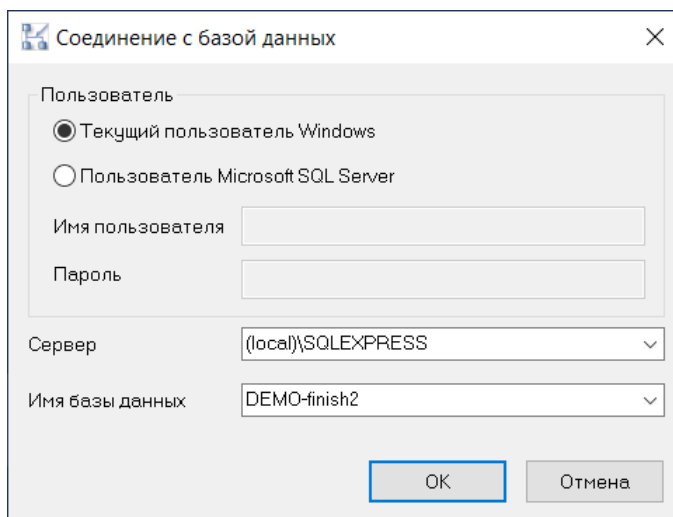 Соединение с базой данных
Пользователь
Текущий пользователь Windows
Пользователь Microsoft SQL Server
Имя пользователя
Пароль
Сервер (local)\SQLEXPRESS
Имя базы данных DEMO-finish2
OK Отмена